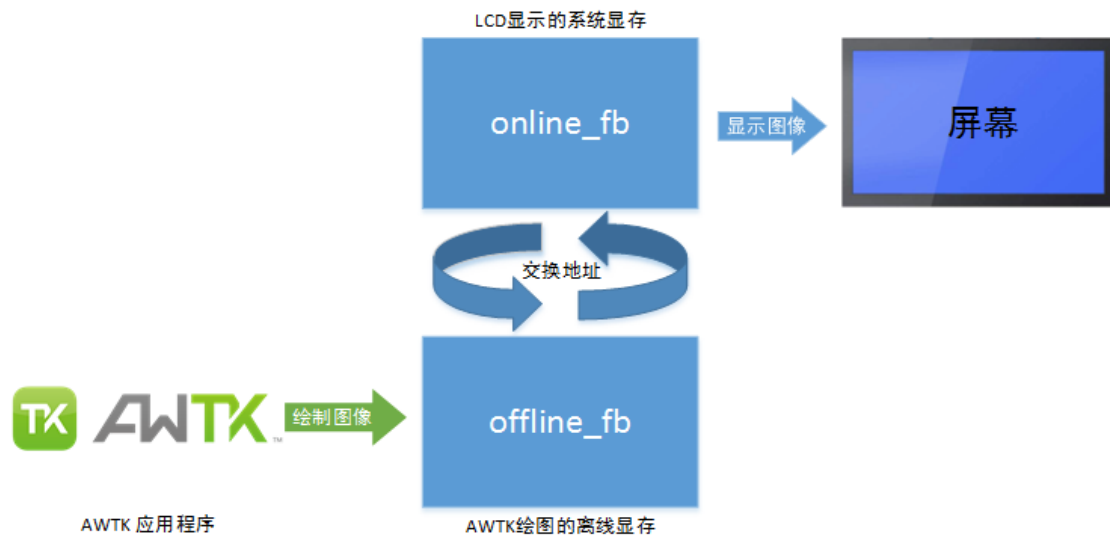 LCD显示的系统显存
online_fb
显示图像
屏幕
交换地址
TK AWTK™
绘制图像
offline_fb
AWTK 应用程序
AWTK绘图的离线显存